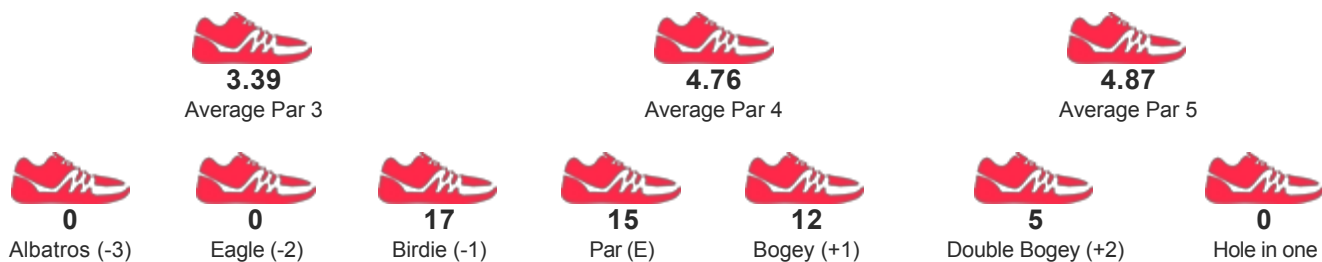 3.39 4.76 4.87
Average Par 3 Average Par 4 Average Par 5
0 0 17 15 12 5 0
Albatros (-3) Eagle (-2) Birdie (-1) Par (E) Bogey (+1) Double Bogey (+2) Hole in one